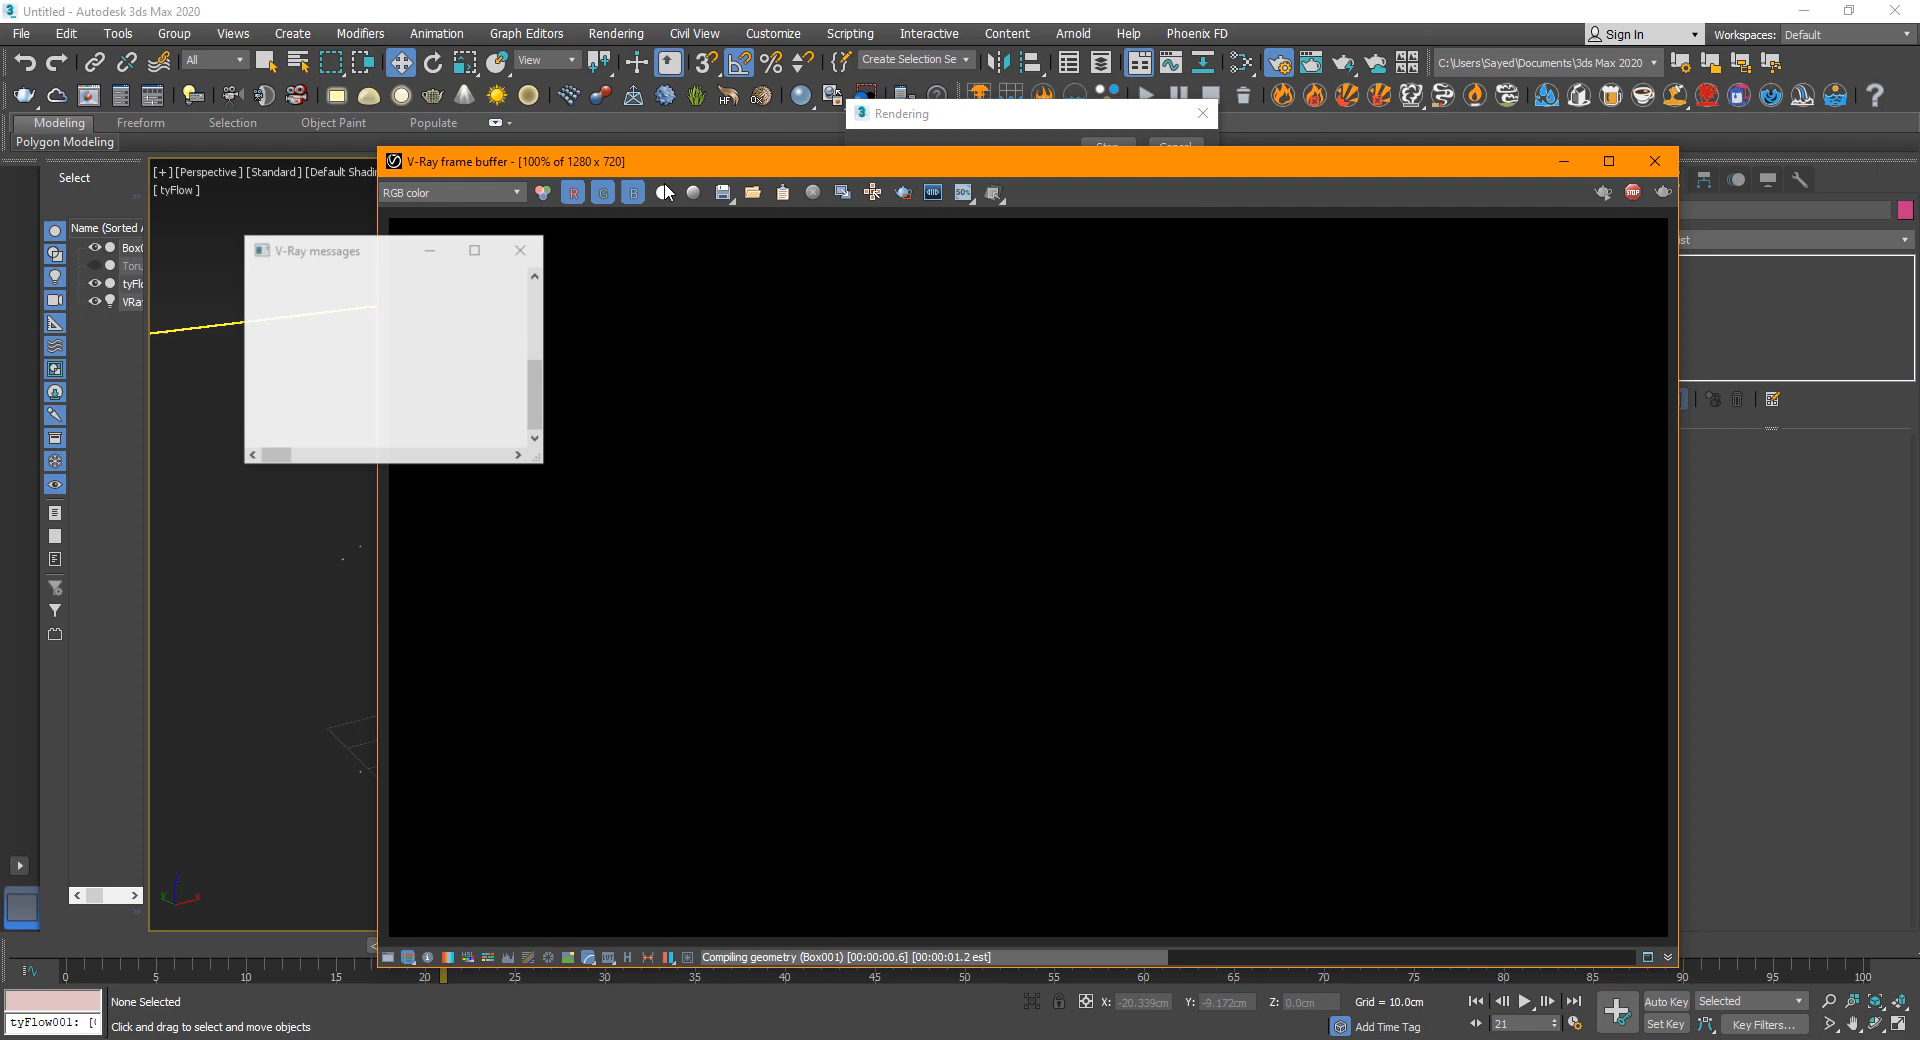 Untitled - Autodesk 3ds Max 2020
File Edit Tools Group Views Create Modifiers Animation Graph Editors Rendering Civil View Customize Scripting Interactive Content Arnold Help Phoenix FD
Sign In Workspaces: Default
All View Create Selection Se C:\Users\Sayed\Documents\3ds Max 2020
Rendering
Modeling Freeform Selection Object Paint Populate
Polygon Modeling
V-Ray frame buffer - [100% of 1280 x 720]
[+] [Perspective ] [Standard ] [Default Shadi
[ tyFlow ]
Select
RGB color R G B 50% STOP
Name (Sorted A
Box0
Toru
tyFlo
VRa
ist
V-Ray messages
Compiling geometry (Box001) [00:00:00.6] [00:00:01.2 est]
0 5 10 15 20 25 30 35 40 45 50 55 60 65 70 75 80 85 90 95 100
None Selected
X: -20.339cm Y: -9.172cm Z: 0.0cm Grid = 10.0cm
Auto Key Selected
tyFlow001: [
Click and drag to select and move objects
Add Time Tag
21
Set Key Key Filters...